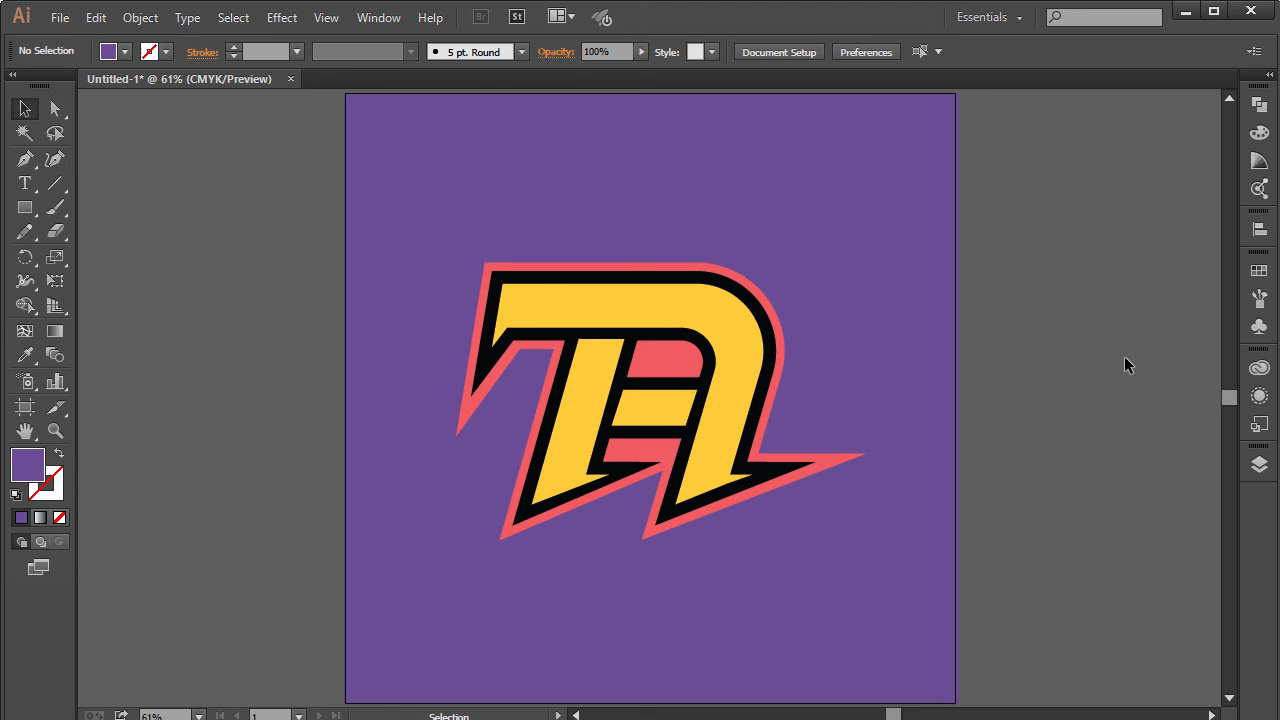 Ai File Edit Object Type Select Effect View Window Help Br St Essentials
No Selection Stroke: 5 pt. Round Opacity: 100% Style: Document Setup Preferences
Untitled-1* @ 61% (CMYK/Preview) ×
T
A
61% 1 Selection